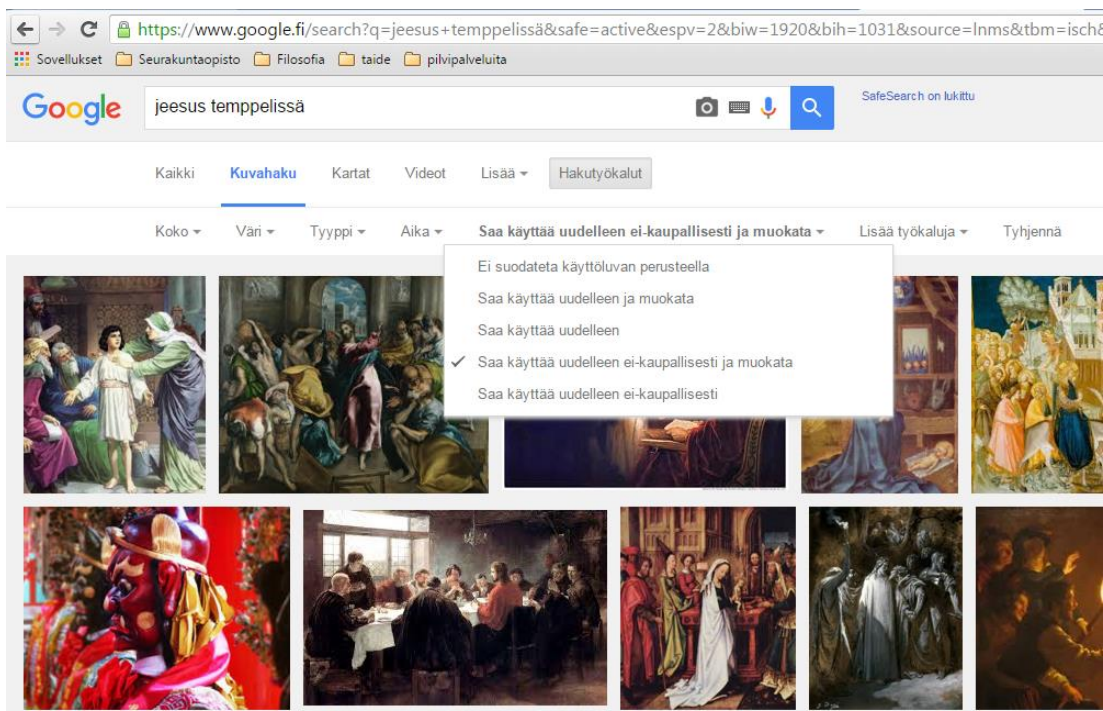 https://www.google.fi/search?q=jeesus+temppelissä&safe=active&espv=2&biw=1920&bih=1031&source=lnms&tbm=isch&
Sovellukset Seurakuntaopisto Filosofia taide pilvipalveluita
Google jeesus temppelissä SafeSearch on lukittu
Kaikki Kuvahaku Kartat Videot Lisää Hakutyökalut
Koko Väri Tyyppi Aika Saa käyttää uudelleen ei-kaupallisesti ja muokata Lisää työkaluja Tyhjennä
Ei suodateta käyttöluvan perusteella
Saa käyttää uudelleen ja muokata
Saa käyttää uudelleen
Saa käyttää uudelleen ei-kaupallisesti ja muokata
Saa käyttää uudelleen ei-kaupallisesti